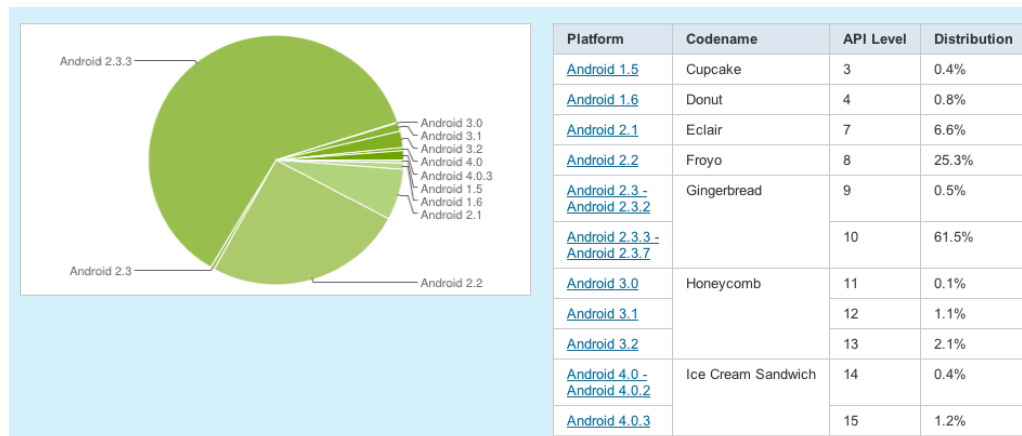 Android 2.3.3
Android 3.0
Android 3.1
Android 3.2
Android 4.0
Android 4.0.3
Android 1.5
Android 1.6
Android 2.1
Android 2.3
Android 2.2
Platform Codename API Level Distribution
Android 1.5 Cupcake 3 0.4%
Android 1.6 Donut 4 0.8%
Android 2.1 Eclair 7 6.6%
Android 2.2 Froyo 8 25.3%
Android 2.3 - Gingerbread 9 0.5%
Android 2.3.2
Android 2.3.3 - 10 61.5%
Android 2.3.7
Android 3.0 Honeycomb 11 0.1%
Android 3.1 12 1.1%
Android 3.2 13 2.1%
Android 4.0 - Ice Cream Sandwich 14 0.4%
Android 4.0.2
Android 4.0.3 15 1.2%